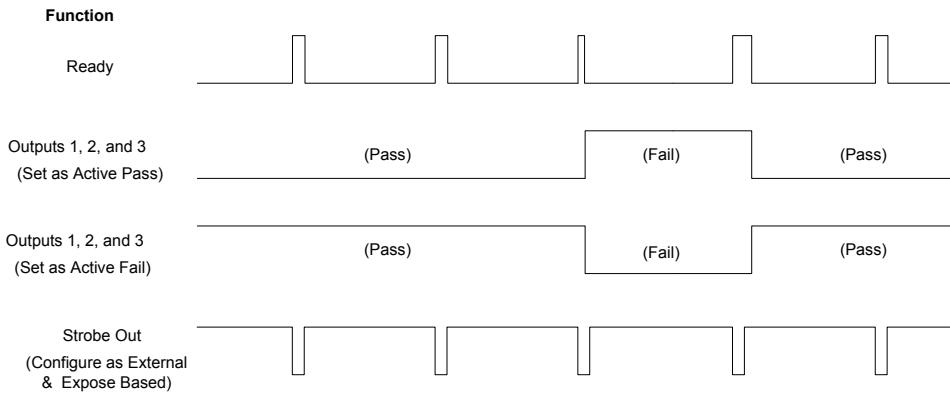 Function
Ready
Outputs 1, 2, and 3
(Set as Active Pass)
(Pass)
(Fail)
(Pass)
Outputs 1, 2, and 3
(Set as Active Fail)
(Pass)
(Fail)
(Pass)
Strobe Out
(Configure as External
& Expose Based)